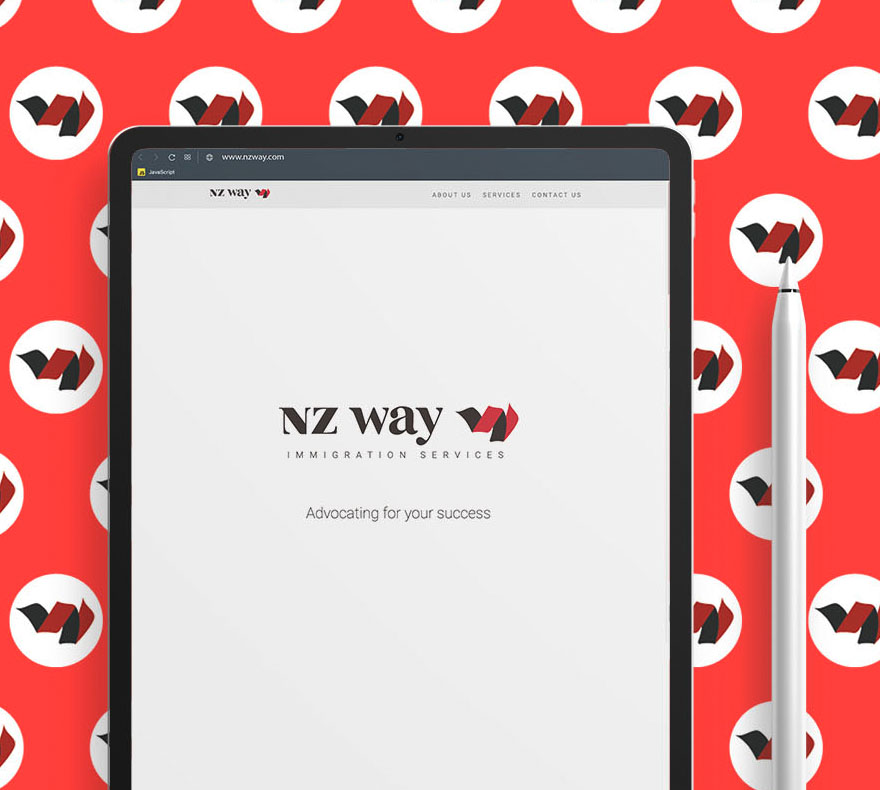 www.nzway.com
JavaScript
NZ way
ABOUT US SERVICES CONTACT US
NZ way
IMMIGRATION SERVICES
Advocating for your success